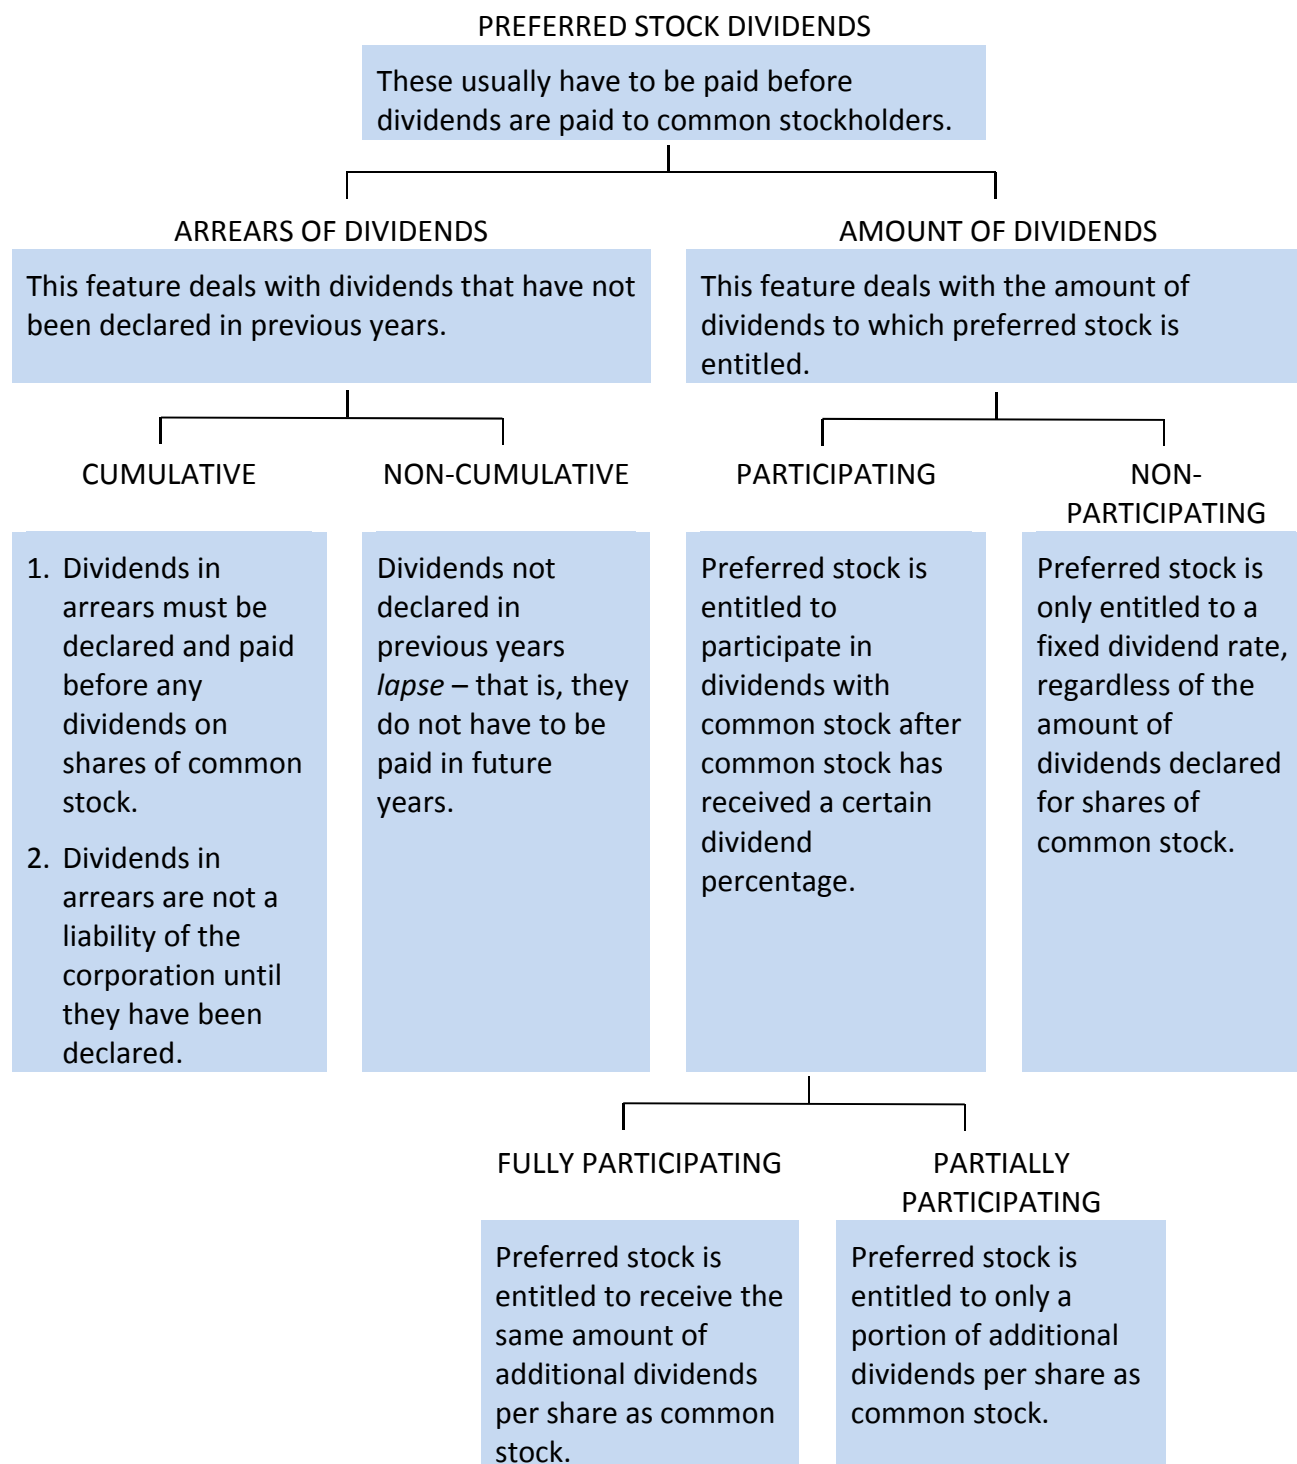 PREFERRED STOCK DIVIDENDS
These usually have to be paid before
dividends are paid to common stockholders.
ARREARS OF DIVIDENDS
This feature deals with dividends that have not
been declared in previous years.
AMOUNT OF DIVIDENDS
This feature deals with the amount of
dividends to which preferred stock is
entitled.
CUMULATIVE
1. Dividends in
arrears must be
declared and paid
before any
dividends on
shares of common
stock.
2. Dividends in
arrears are not a
liability of the
corporation until
they have been
declared.
NON-CUMULATIVE
Dividends not
declared in
previous years
lapse – that is, they
do not have to be
paid in future
years.
PARTICIPATING
Preferred stock is
entitled to
participate in
dividends with
common stock after
common stock has
received a certain
dividend
percentage.
NON-
PARTICIPATING
Preferred stock is
only entitled to a
fixed dividend rate,
regardless of the
amount of
dividends declared
for shares of
common stock.
FULLY PARTICIPATING
Preferred stock is
entitled to receive the
same amount of
additional dividends
per share as common
stock.
PARTIALLY
PARTICIPATING
Preferred stock is
entitled to only a
portion of additional
dividends per share as
common stock.